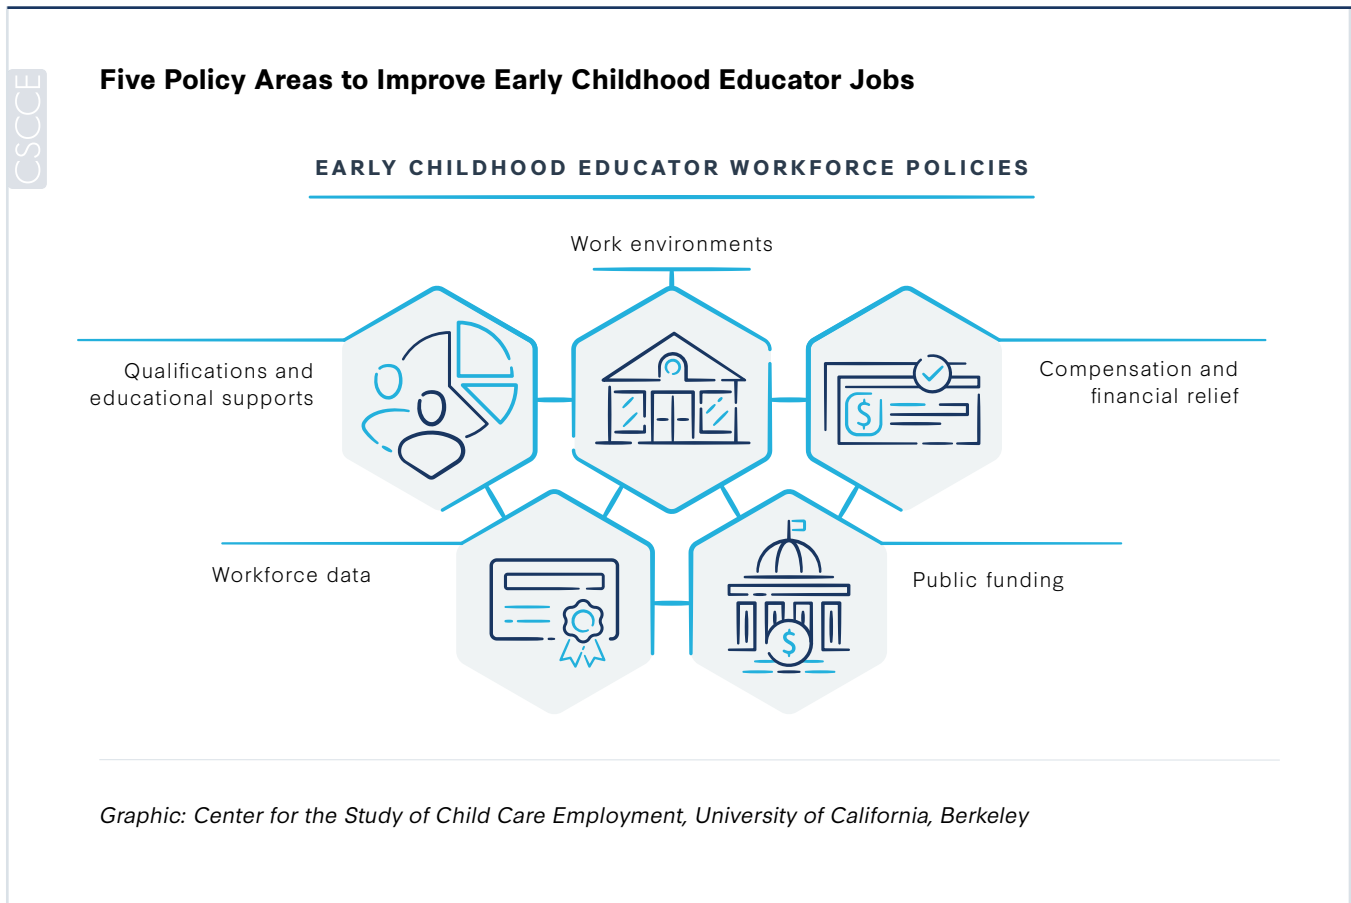 CSCCE
Five Policy Areas to Improve Early Childhood Educator Jobs
EARLY CHILDHOOD EDUCATOR WORKFORCE POLICIES
Work environments
Qualifications and
educational supports
Compensation and
financial relief
$
Workforce data
Public funding
$
Graphic: Center for the Study of Child Care Employment, University of California, Berkeley